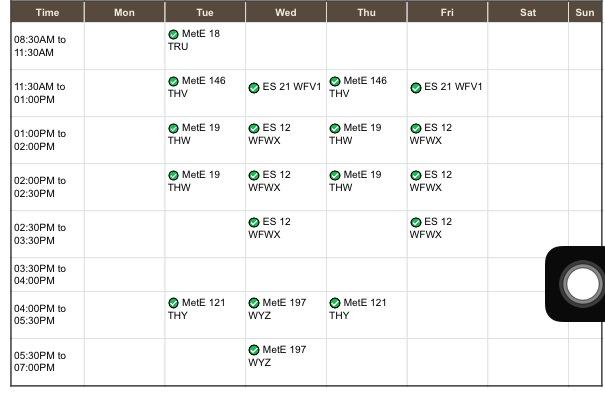 Time Mon Tue Wed Thu Fri Sat Sun
08:30AM to
11:30AM
MetE 18
TRU
11:30AM to
01:00PM
MetE 146
THV
ES 21 WFV1
MetE 146
THV
ES 21 WFV1
01:00PM to
02:00PM
MetE 19
THW
ES 12
WFWX
MetE 19
THW
ES 12
WFWX
02:00PM to
02:30PM
MetE 19
THW
ES 12
WFWX
MetE 19
THW
ES 12
WFWX
02:30PM to
03:30PM
ES 12
WFWX
ES 12
WFWX
03:30PM to
04:00PM
04:00PM to
05:30PM
MetE 121
THY
MetE 197
WYZ
MetE 121
THY
05:30PM to
07:00PM
MetE 197
WYZ